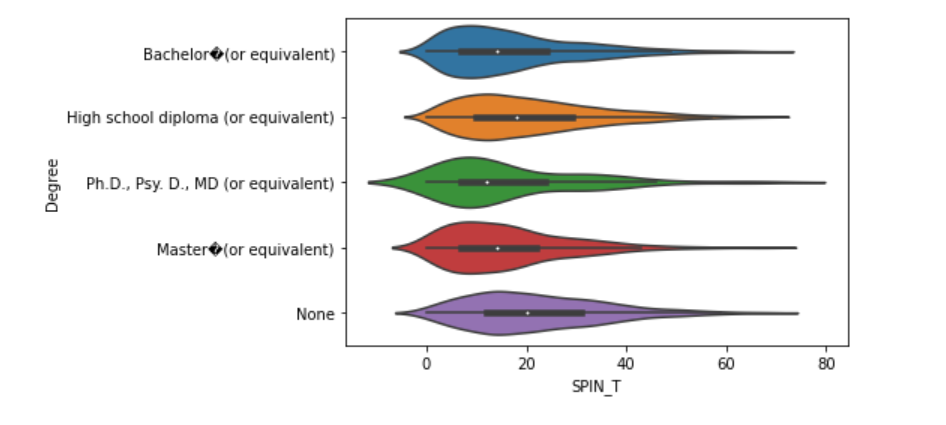 Bachelor�(or equivalent)
High school diploma (or equivalent)
Ph.D., Psy. D., MD (or equivalent)
Master�(or equivalent)
None
Degree
0 20 40 60 80
SPIN_T